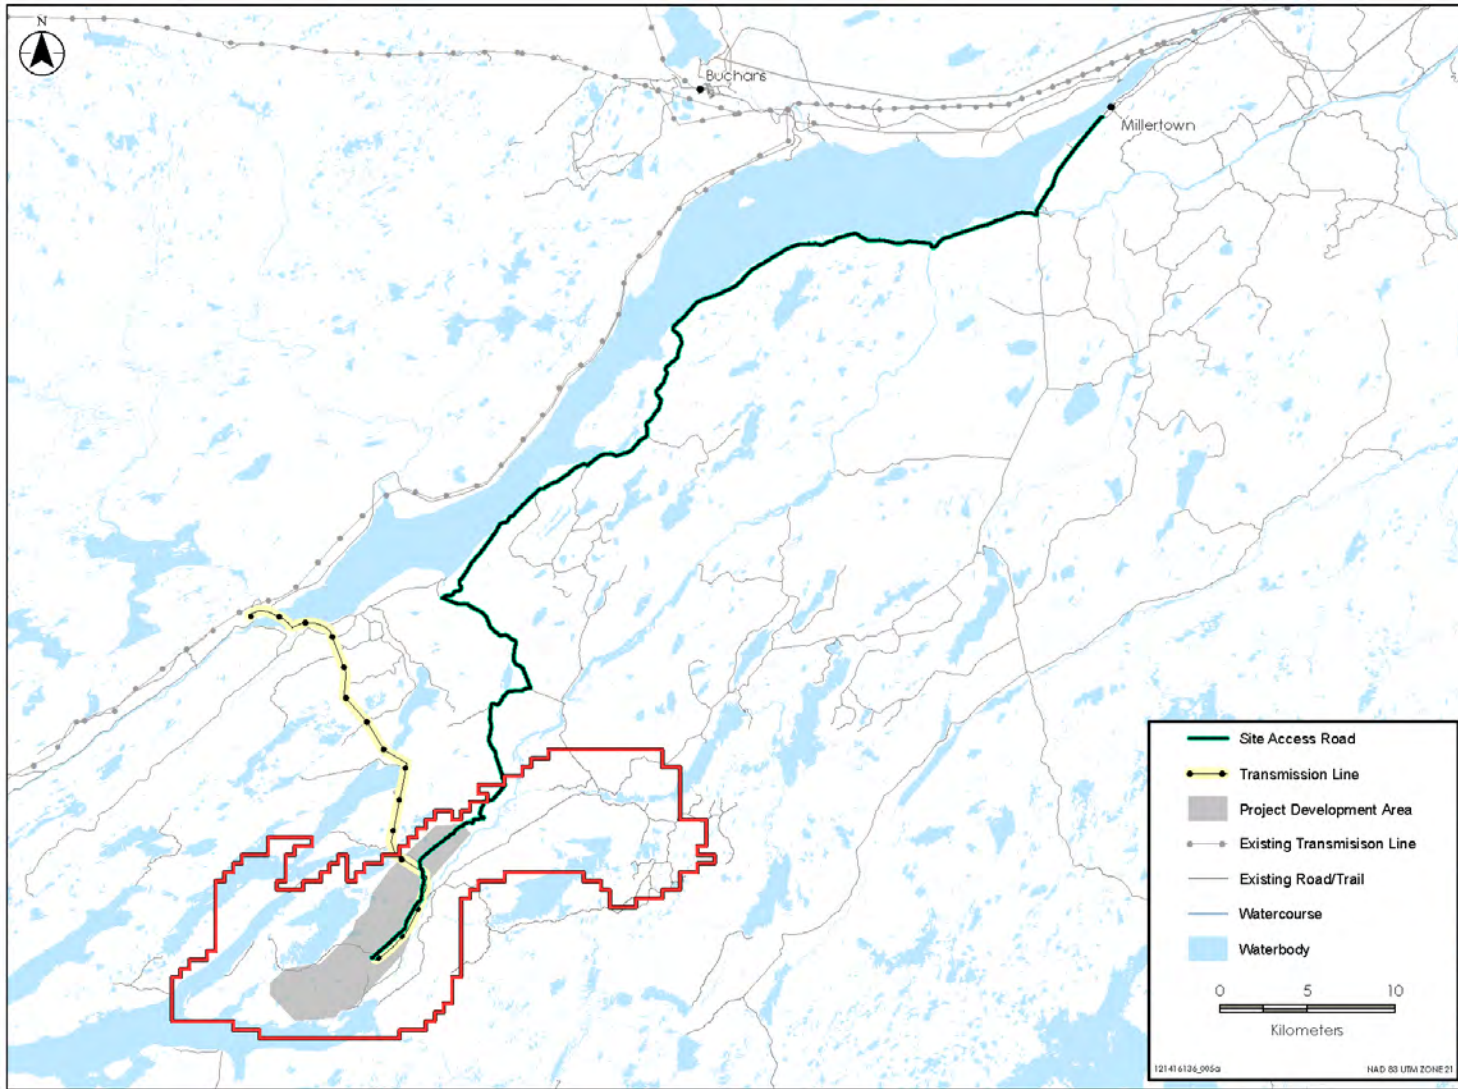 N
Buchans
Millertown
Site Access Road
Transmission Line
Project Development Area
Existing Transmisison Line
Existing Road/Trail
Watercourse
Waterbody
0 5 10
Kilometers
121416136_005a
NAD 83 UTM ZONE 21